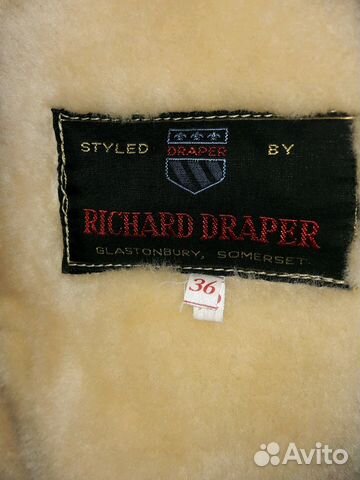 STYLED BY
DRAPER
RICHARD DRAPER
GLASTONBURY, SOMERSET
36
Avito